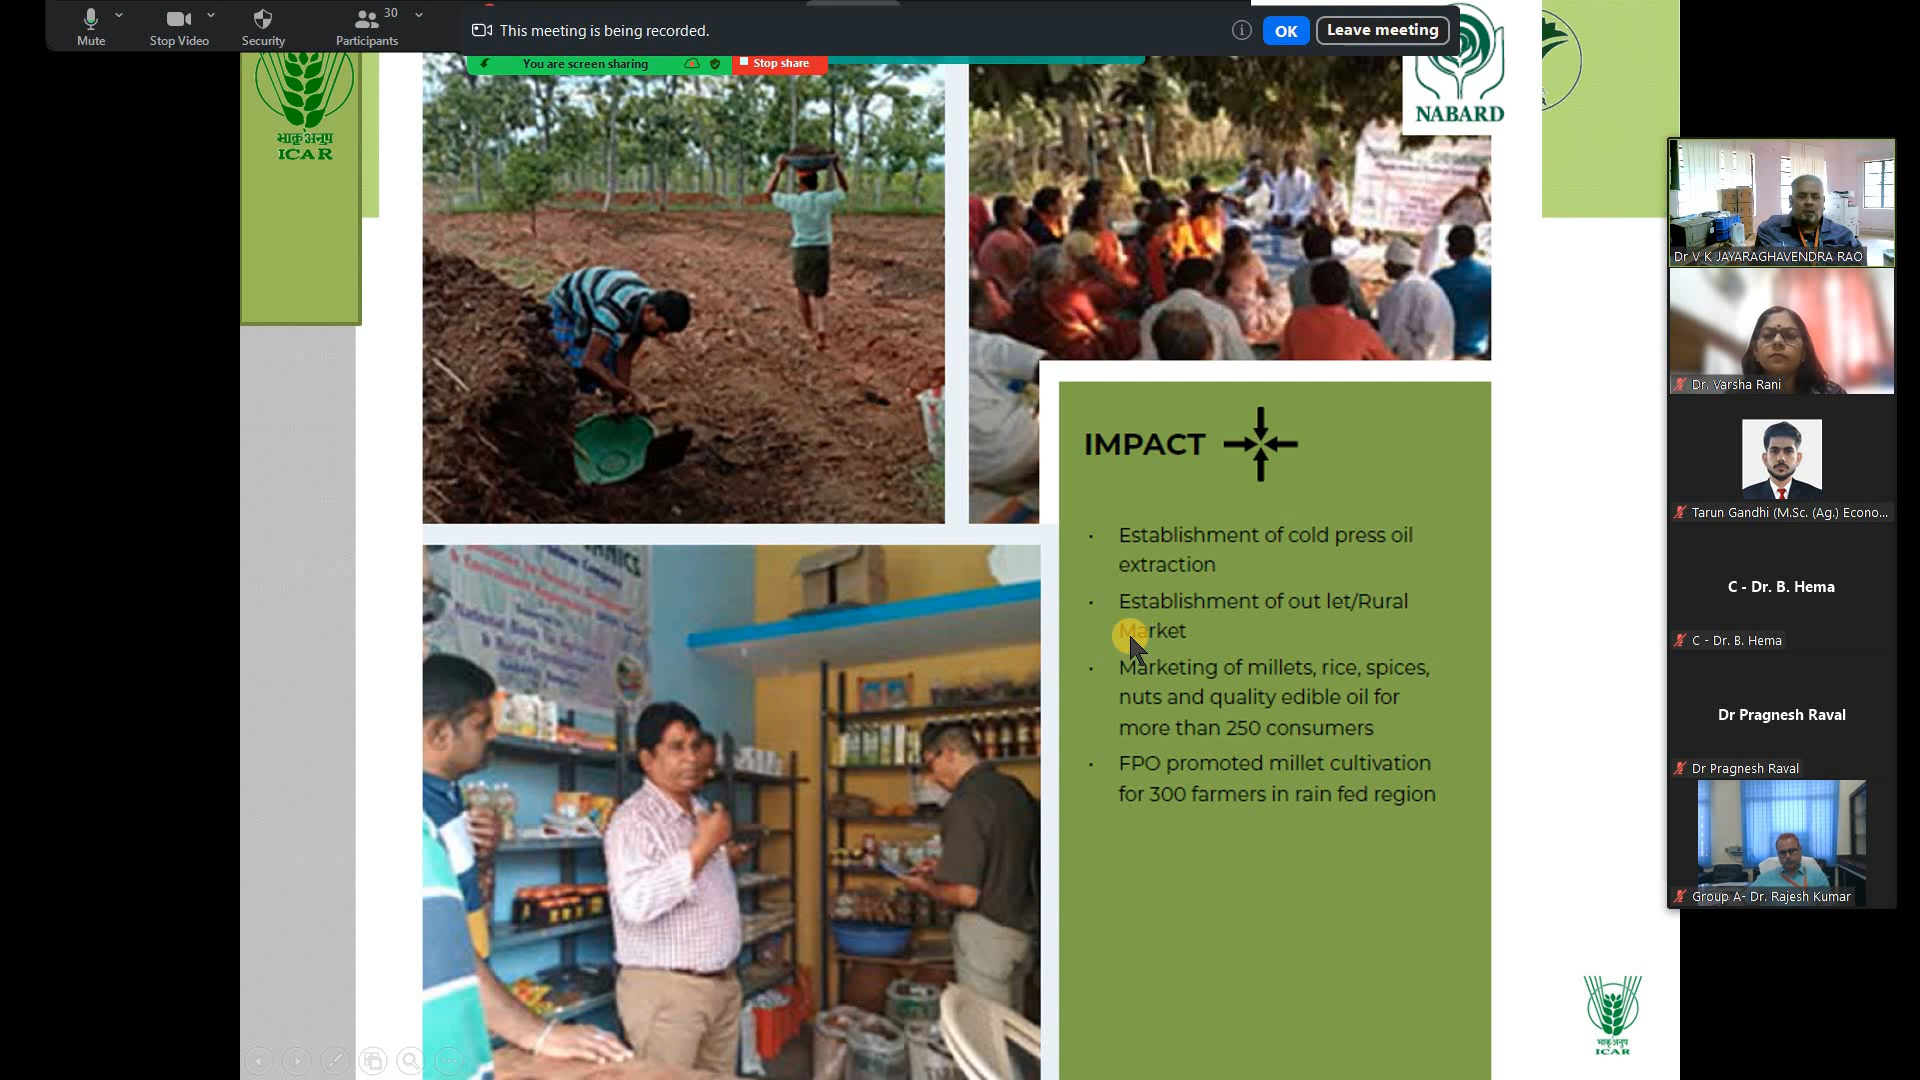 Mute
Stop Video
Security
Participants
30
This meeting is being recorded.
OK
Leave meeting
You are screen sharing
Stop share
भाकृअनुप
ICAR
NABARD
IMPACT
• Establishment of cold press oil
extraction
• Establishment of out let/Rural
Market
• Marketing of millets, rice, spices,
nuts and quality edible oil for
more than 250 consumers
• FPO promoted millet cultivation
for 300 farmers in rain fed region
Dr V K JAYARAGHAVENDRA RAO
Dr. Varsha Rani
Tarun Gandhi (M.Sc. (Ag.) Econo...
C - Dr. B. Hema
C - Dr. B. Hema
Dr Pragnesh Raval
Dr Pragnesh Raval
Group A- Dr. Rajesh Kumar
भाकृअनुप
ICAR